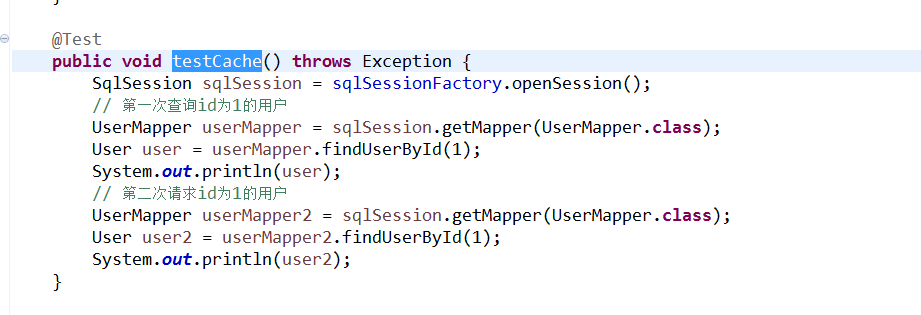 @Test
public void testCache() throws Exception {
SqlSession sqlSession = sqlSessionFactory.openSession();
// 第一次查询id为1的用户
UserMapper userMapper = sqlSession.getMapper(UserMapper.class);
User user = userMapper.findUserById(1);
System.out.println(user);
// 第二次请求id为1的用户
UserMapper userMapper2 = sqlSession.getMapper(UserMapper.class);
User user2 = userMapper2.findUserById(1);
System.out.println(user2);
}